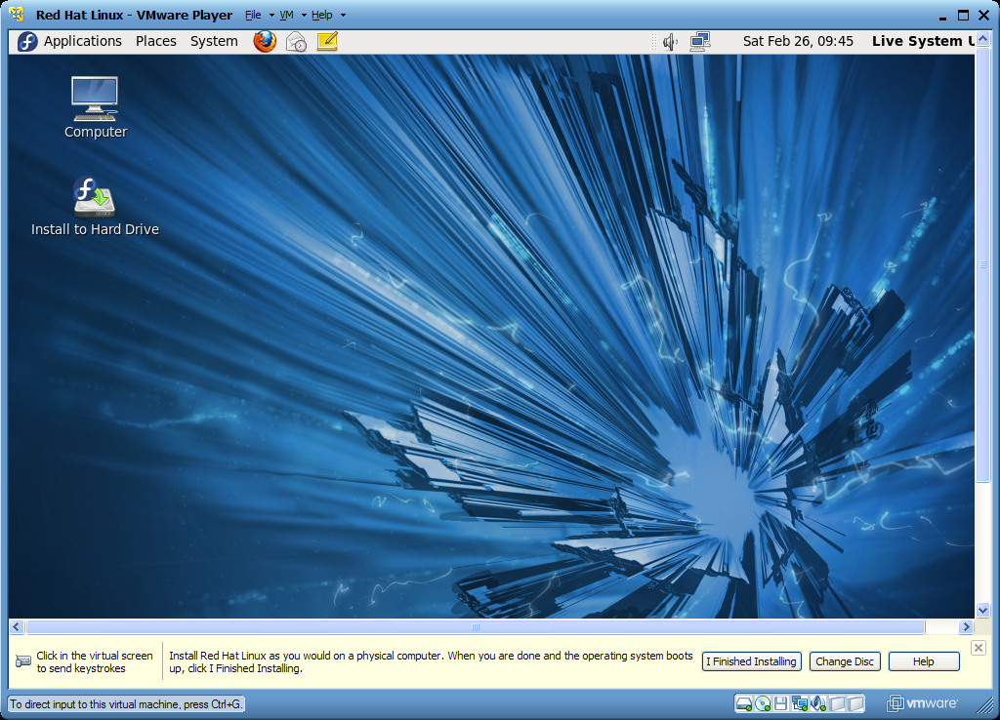 Red Hat Linux - VMware Player File VM Help
Applications Places System Sat Feb 26, 09:45 Live System U
Computer
Install to Hard Drive
Click in the virtual screen
to send keystrokes
Install Red Hat Linux as you would on a physical computer. When you are done and the operating system boots
up, click I Finished Installing.
I Finished Installing Change Disc Help
To direct input to this virtual machine, press Ctrl+G.
vmware